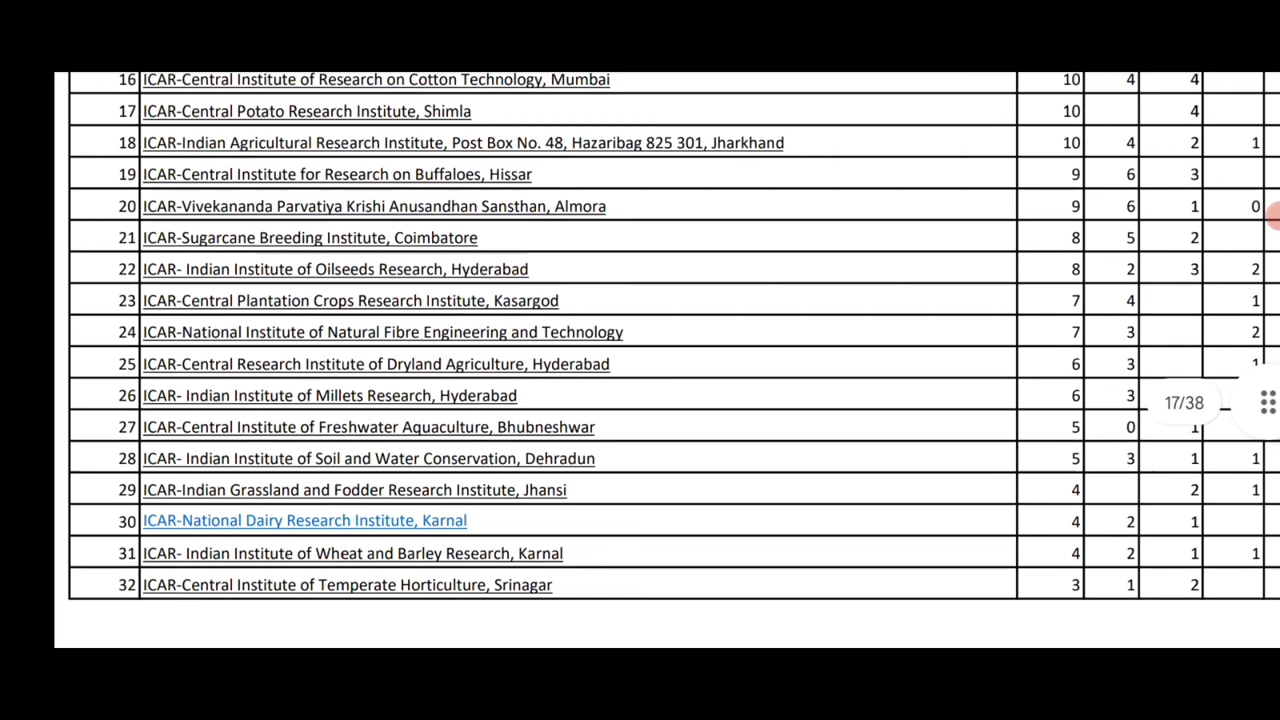 16 ICAR-Central Institute of Research on Cotton Technology, Mumbai 10 4 4
17 ICAR-Central Potato Research Institute, Shimla 10 4
18 ICAR-Indian Agricultural Research Institute, Post Box No. 48, Hazaribag 825 301, Jharkhand 10 4 2 1
19 ICAR-Central Institute for Research on Buffaloes, Hissar 9 6 3
20 ICAR-Vivekananda Parvatiya Krishi Anusandhan Sansthan, Almora 9 6 1 0
21 ICAR-Sugarcane Breeding Institute, Coimbatore 8 5 2
22 ICAR- Indian Institute of Oilseeds Research, Hyderabad 8 2 3 2
23 ICAR-Central Plantation Crops Research Institute, Kasargod 7 4 1
24 ICAR-National Institute of Natural Fibre Engineering and Technology 7 3 2
25 ICAR-Central Research Institute of Dryland Agriculture, Hyderabad 6 3 1
26 ICAR- Indian Institute of Millets Research, Hyderabad 6 3
17/38
27 ICAR-Central Institute of Freshwater Aquaculture, Bhubneshwar 5 0 1
28 ICAR- Indian Institute of Soil and Water Conservation, Dehradun 5 3 1 1
29 ICAR-Indian Grassland and Fodder Research Institute, Jhansi 4 2 1
30 ICAR-National Dairy Research Institute, Karnal 4 2 1
31 ICAR- Indian Institute of Wheat and Barley Research, Karnal 4 2 1 1
32 ICAR-Central Institute of Temperate Horticulture, Srinagar 3 1 2